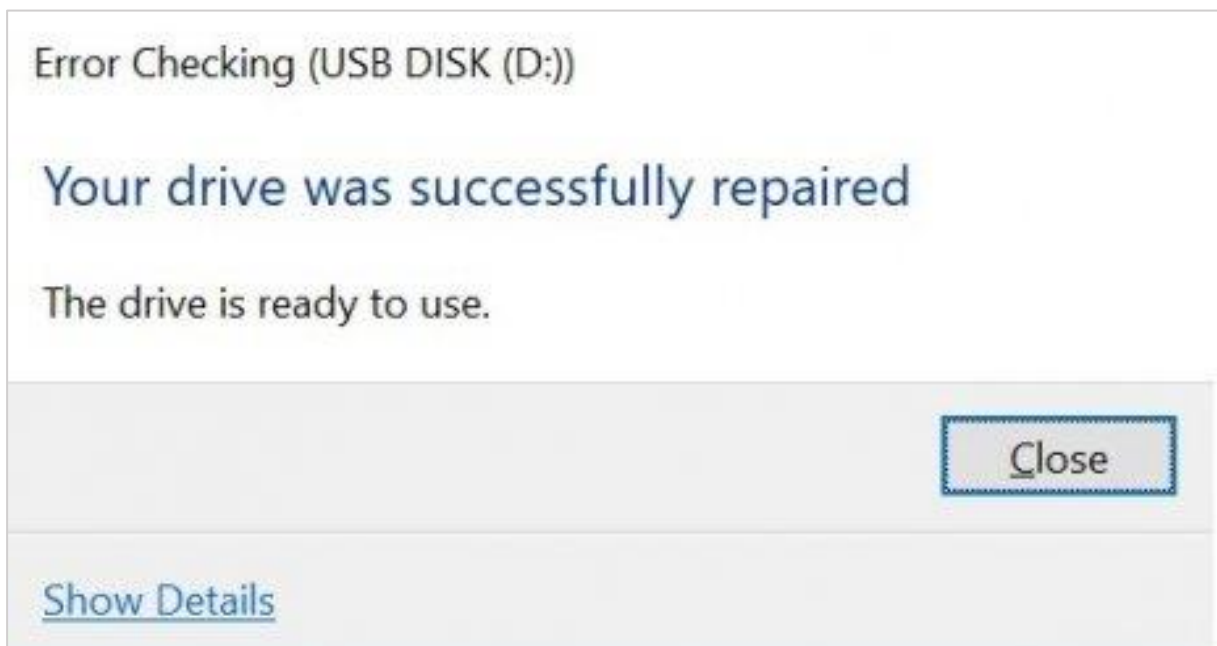 Error Checking (USB DISK (D:))
Your drive was successfully repaired
The drive is ready to use.
Close
Show Details